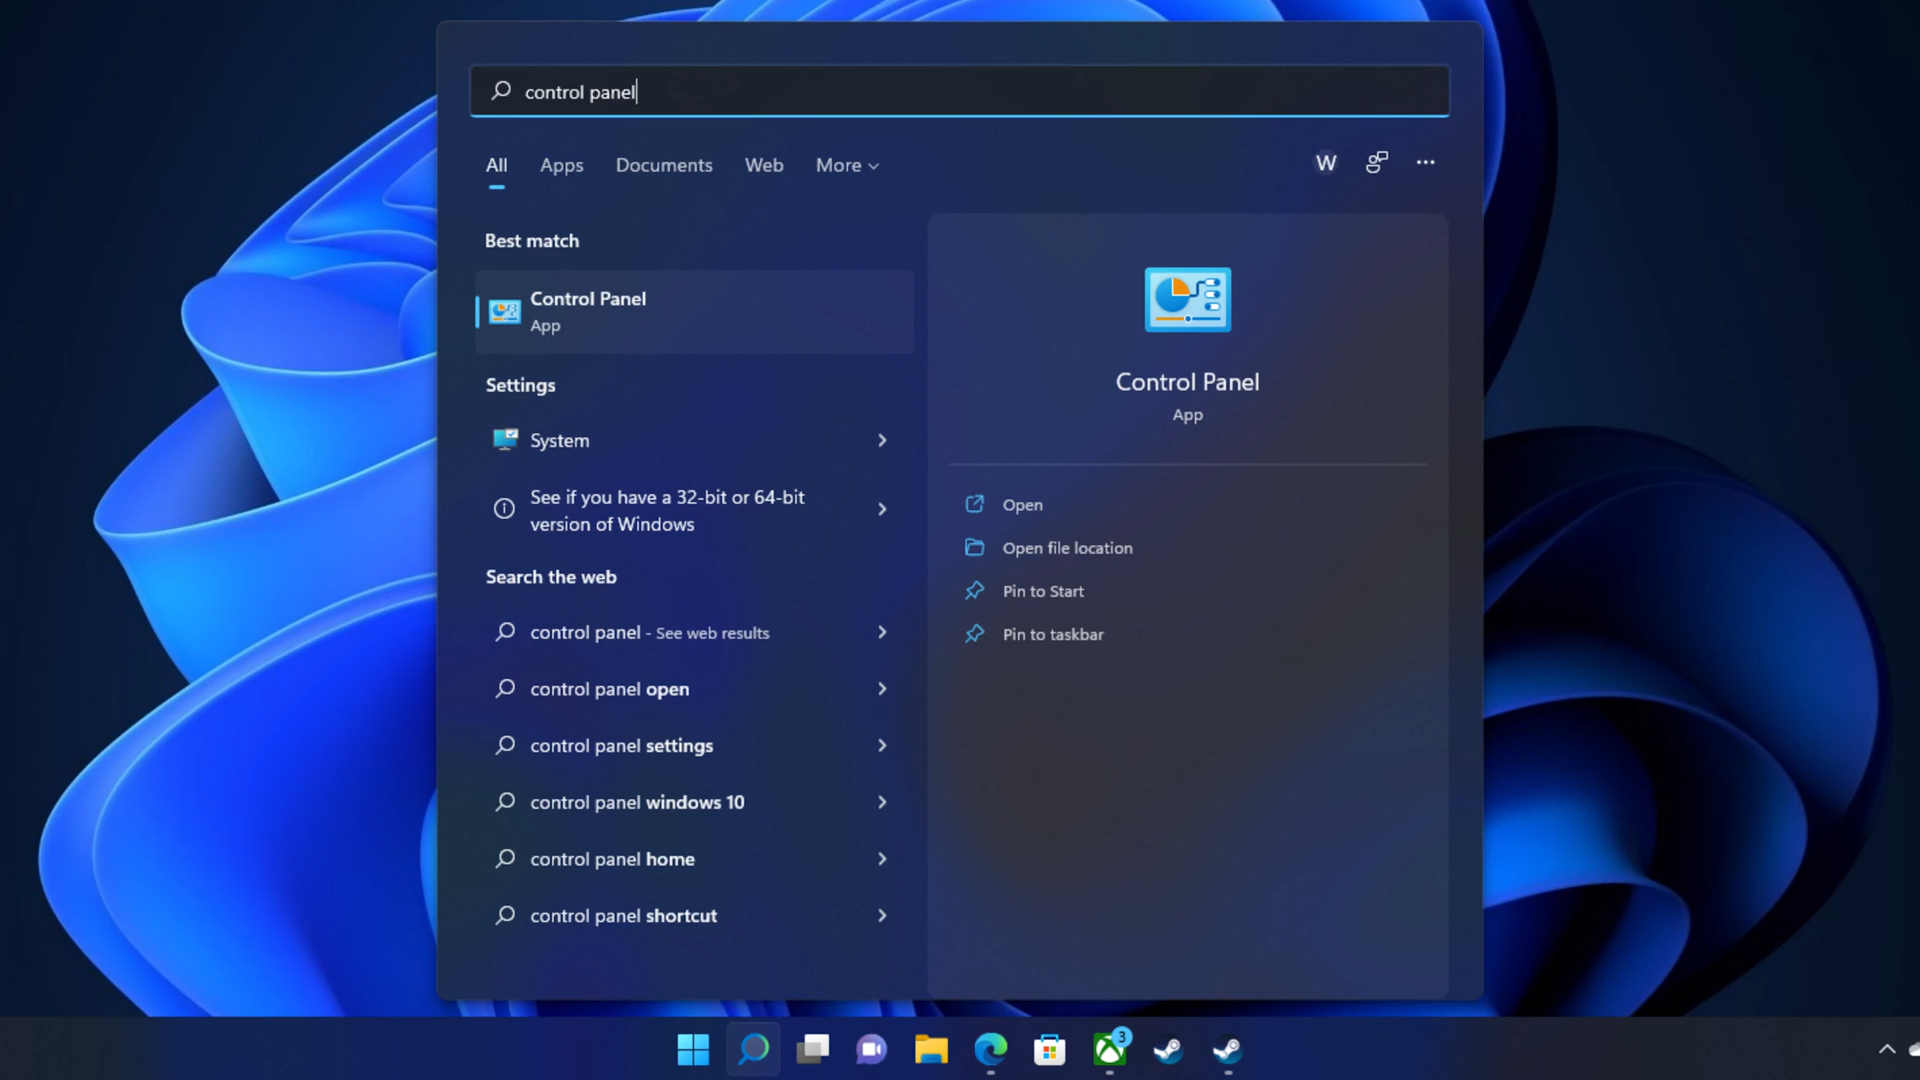 control panel
All Apps Documents Web More W ...
Best match
Control Panel
App
Settings
System
See if you have a 32-bit or 64-bit
version of Windows
Search the web
control panel - See web results
control panel open
control panel settings
control panel windows 10
control panel home
control panel shortcut
Control Panel
App
Open
Open file location
Pin to Start
Pin to taskbar
3